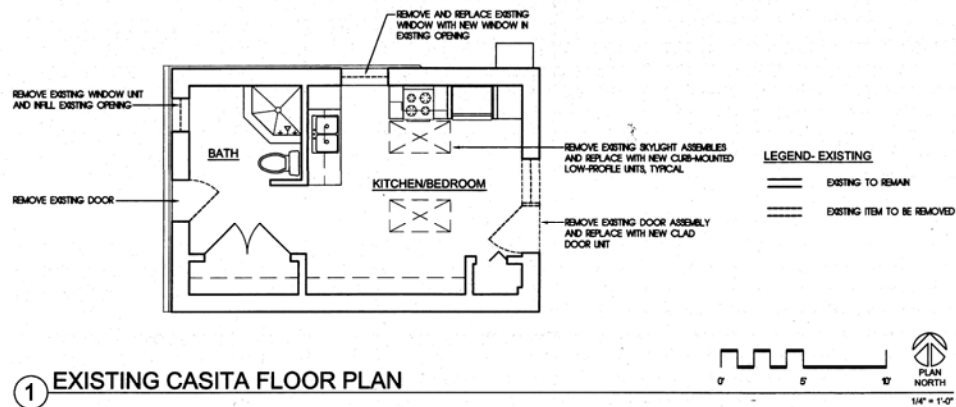 REMOVE AND REPLACE EXISTING
WINDOW WITH NEW WINDOW IN
EXISTING OPENING
REMOVE EXISTING WINDOW UNIT
AND INFILL EXISTING OPENING
BATH
REMOVE EXISTING SKYLIGHT ASSEMBLIES
AND REPLACE WITH NEW CURB-MOUNTED
LOW-PROFILE UNITS, TYPICAL
LEGEND- EXISTING
EXISTING TO REMAIN
EXISTING ITEM TO BE REMOVED
KITCHEN/BEDROOM
REMOVE EXISTING DOOR
REMOVE EXISTING DOOR ASSEMBLY
AND REPLACE WITH NEW CLAD
DOOR UNIT
1 EXISTING CASITA FLOOR PLAN
0' 5' 10'
PLAN
NORTH
1/4" = 1'-0"